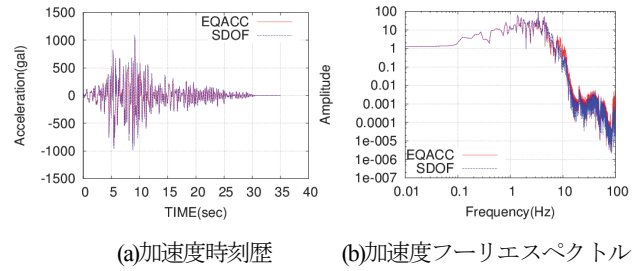 1500
1000
500
0
-500
-1000
-1500
Acceleration(gal)
EQACC
SDOF
0 5 10 15 20 25 30 35 40
TIME(sec)
100
10
1
0.1
0.01
0.001
0.0001
1e-005
1e-006
1e-007
Amplitude
EQACC
SDOF
0.01 0.1 1 10 100
Frequency(Hz)
(a)加速度時刻歴
(b)加速度フーリエスペクトル